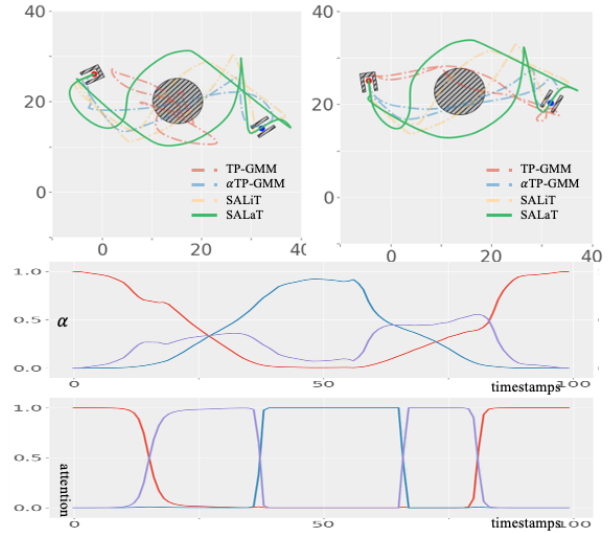 40 40
20 20
0 0
TP-GMM TP-GMM
αTP-GMM αTP-GMM
SALiT SALiT
SALaT SALaT
0 20 40 0 20 40
1.0
α
0.5
0.0
0 50 100
timestamps
1.0
attention
0.5
0.0
0 50 100
timestamps